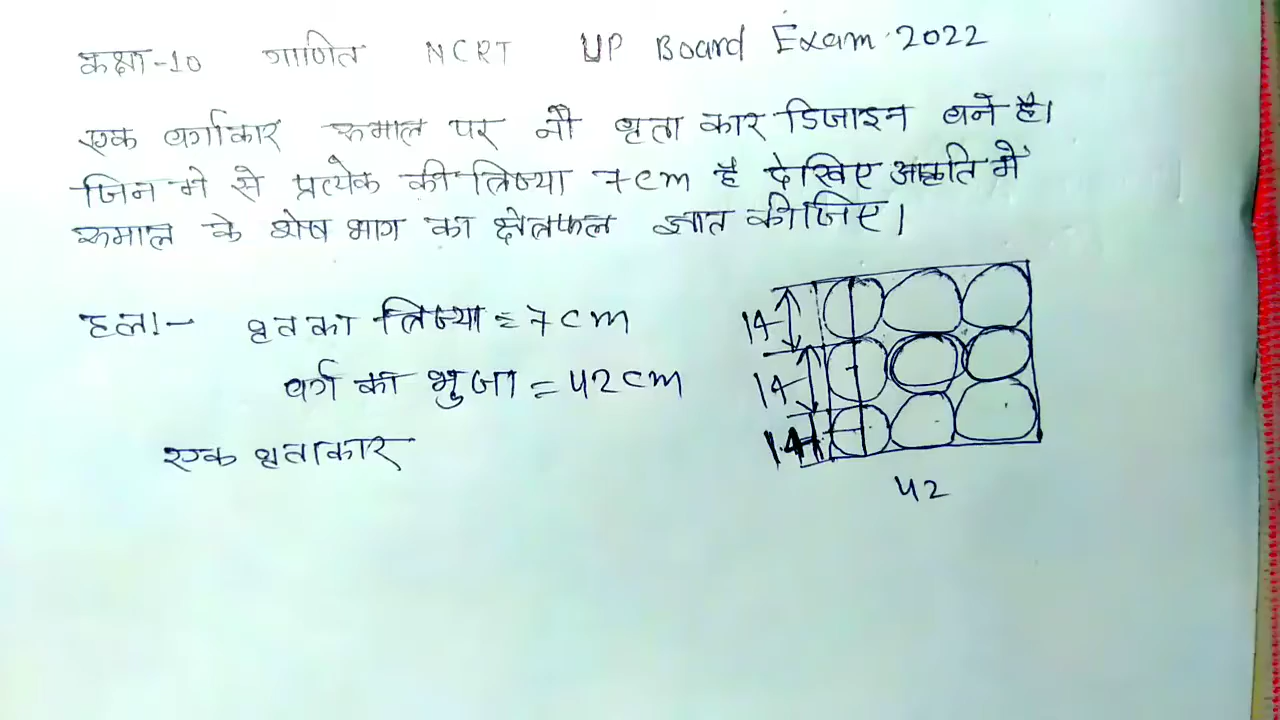 कक्षा-10 गाणित NCRT UP Board Exam 2022
एक वर्गाकार रूमाल पर नौ वृता कार डिजाइन बने है।
जिन मे से प्रत्येक की त्रिज्या 7cm है देखिए आकृति में
रूमाल के शेष भाग का क्षेत्रफल ज्ञात कीजिए।
हल।- वृत का त्रिज्या = 7cm
वर्ग की भुजा = 42cm
एक वृताकार
14
14
14
42